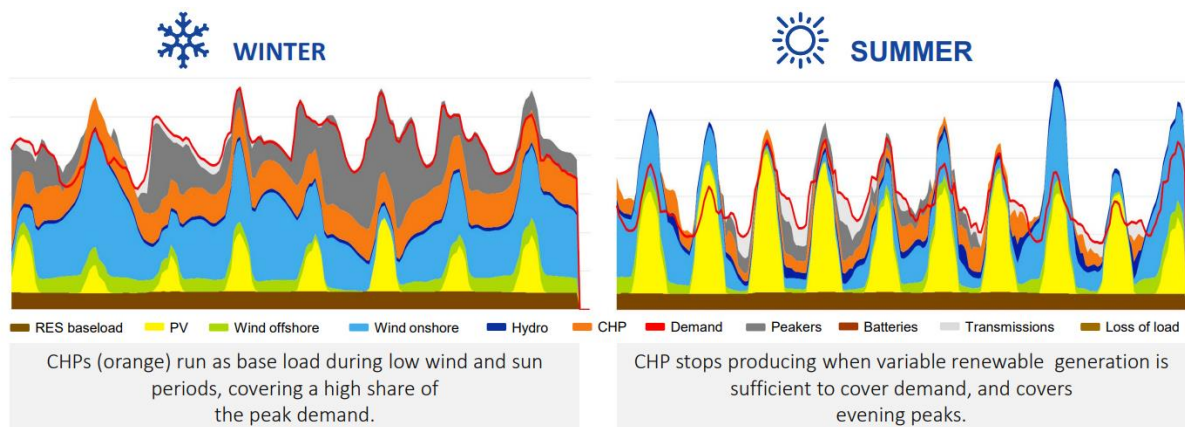 WINTER
SUMMER
RES baseload PV Wind offshore Wind onshore Hydro CHP Demand Peakers Batteries Transmissions Loss of load
CHPs (orange) run as base load during low wind and sun
periods, covering a high share of
the peak demand.
CHP stops producing when variable renewable generation is
sufficient to cover demand, and covers
evening peaks.